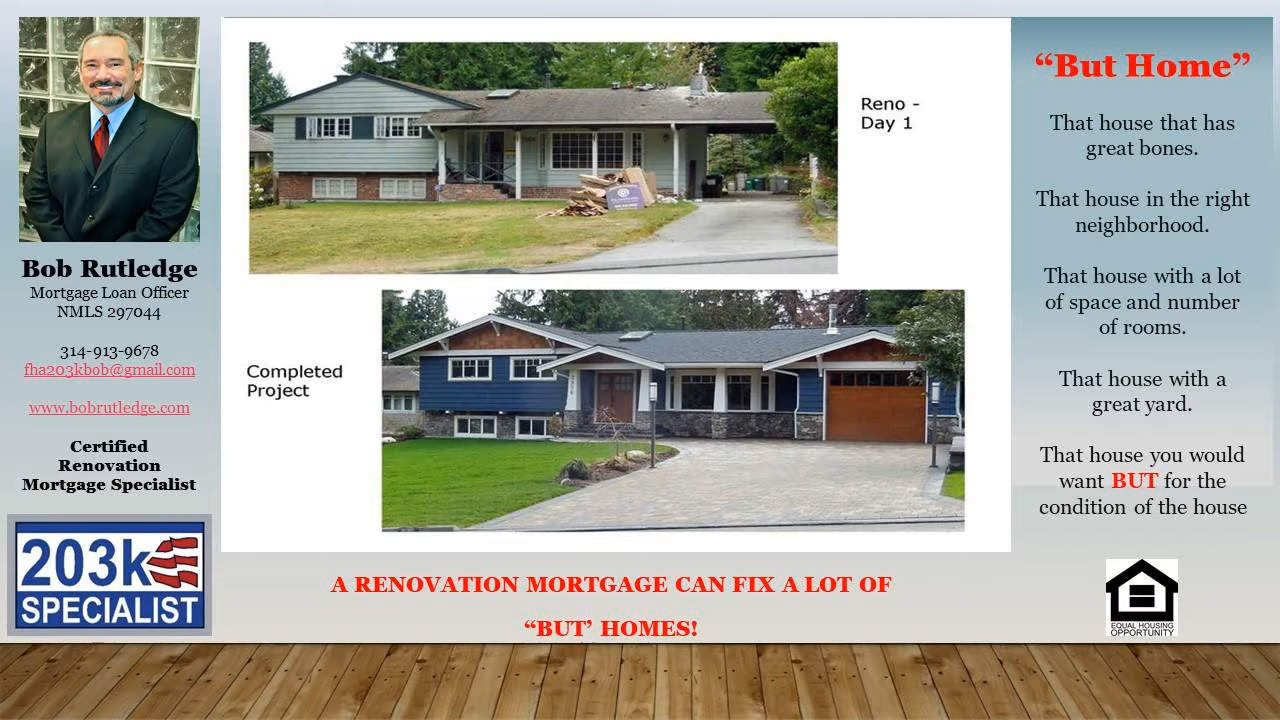 Bob Rutledge
Mortgage Loan Officer
NMLS 297044
314-913-9678
fha203kbob@gmail.com
www.bobrutledge.com
Certified
Renovation
Mortgage Specialist
203k
SPECIALIST
Reno -
Day 1
Completed
Project
A RENOVATION MORTGAGE CAN FIX A LOT OF
“BUT’ HOMES!
“But Home”
That house that has
great bones.
That house in the right
neighborhood.
That house with a lot
of space and number
of rooms.
That house with a
great yard.
That house you would
want BUT for the
condition of the house
EQUAL HOUSING
OPPORTUNITY